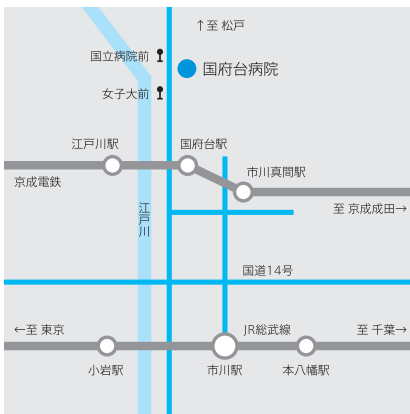 ↑至 松戸
国立病院前
国府台病院
女子大前
江戸川駅
国府台駅
市川真間駅
京成電鉄
至 京成成田→
江戸川
国道14号
←至 東京
JR総武線
至 千葉→
小岩駅
市川駅
本八幡駅